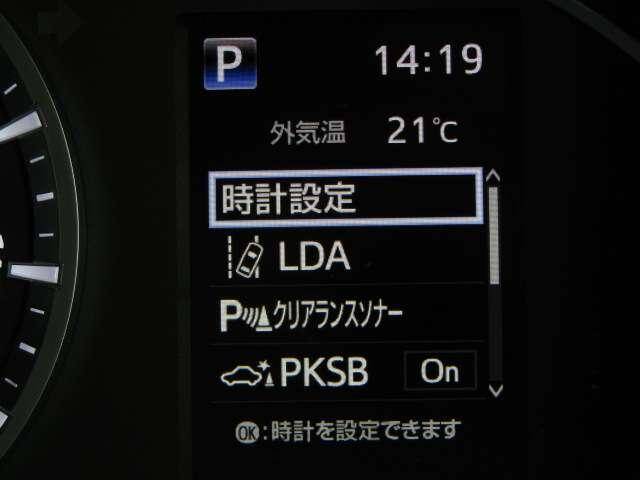 P 14:19
外気温 21℃
時計設定
LDA
P クリアランスソナー
PKSB On
OK:時計を設定できます